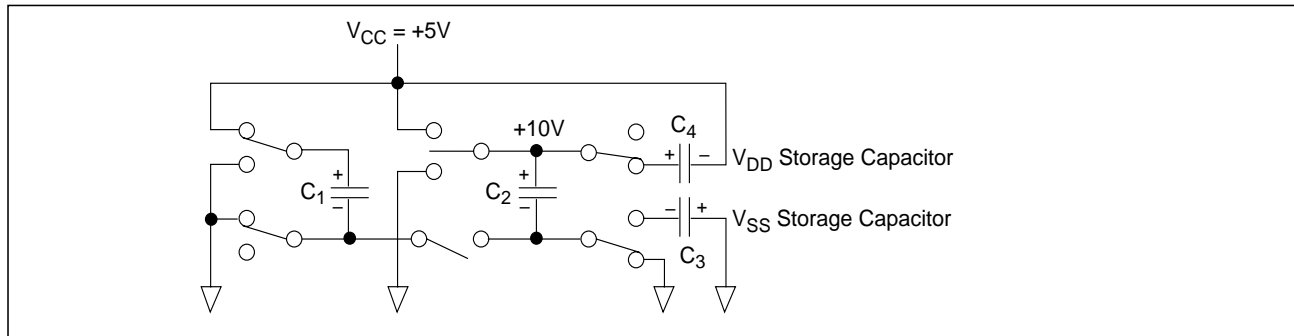 V_CC = +5V
+10V
C_4
+ –
V_DD Storage Capacitor
C_1
+
–
C_2
+
–
– +
V_SS Storage Capacitor
C_3